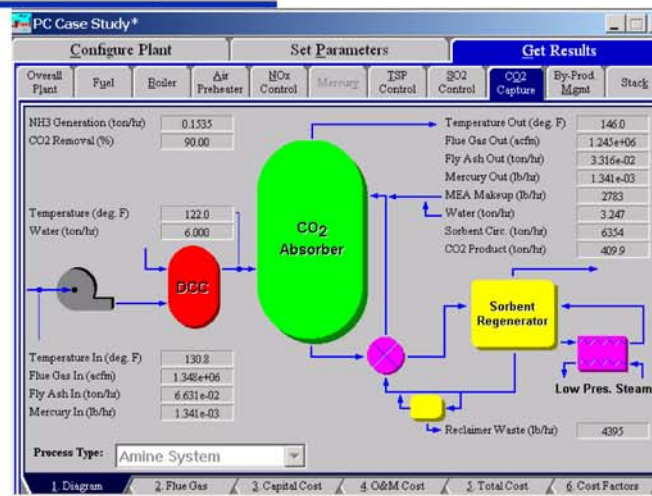 PC Case Study*
Configure Plant Set Parameters Get Results
Overall Plant Fuel Boiler Air Preheater NOx Control Mercury TSP Control SO2 Control CO2 Capture By-Prod. Mgmt Stack
NH3 Generation (ton/hr) 0.1535
CO2 Removal (%) 90.00
Temperature (deg. F) 122.0
Water (ton/hr) 6.000
DCC
CO2 Absorber
Temperature Out (deg. F) 146.0
Flue Gas Out (acfm) 1.245e+06
Fly Ash Out (ton/hr) 3.316e-02
Mercury Out (lb/hr) 1.341e-03
MEA Makeup (lb/hr) 2783
Water (ton/hr) 3.247
Sorbent Circ. (ton/hr) 6354
CO2 Product (ton/hr) 409.9
Sorbent Regenerator
Low Pres. Steam
Temperature In (deg. F) 130.8
Flue Gas In (acfm) 1.348e+06
Fly Ash In (ton/hr) 6.631e-02
Mercury In (lb/hr) 1.341e-03
Reclaimer Waste (lb/hr) 4395
Process Type: Amine System
1. Diagram 2. Flue Gas 3. Capital Cost 4. O&M Cost 5. Total Cost 6. Cost Factors